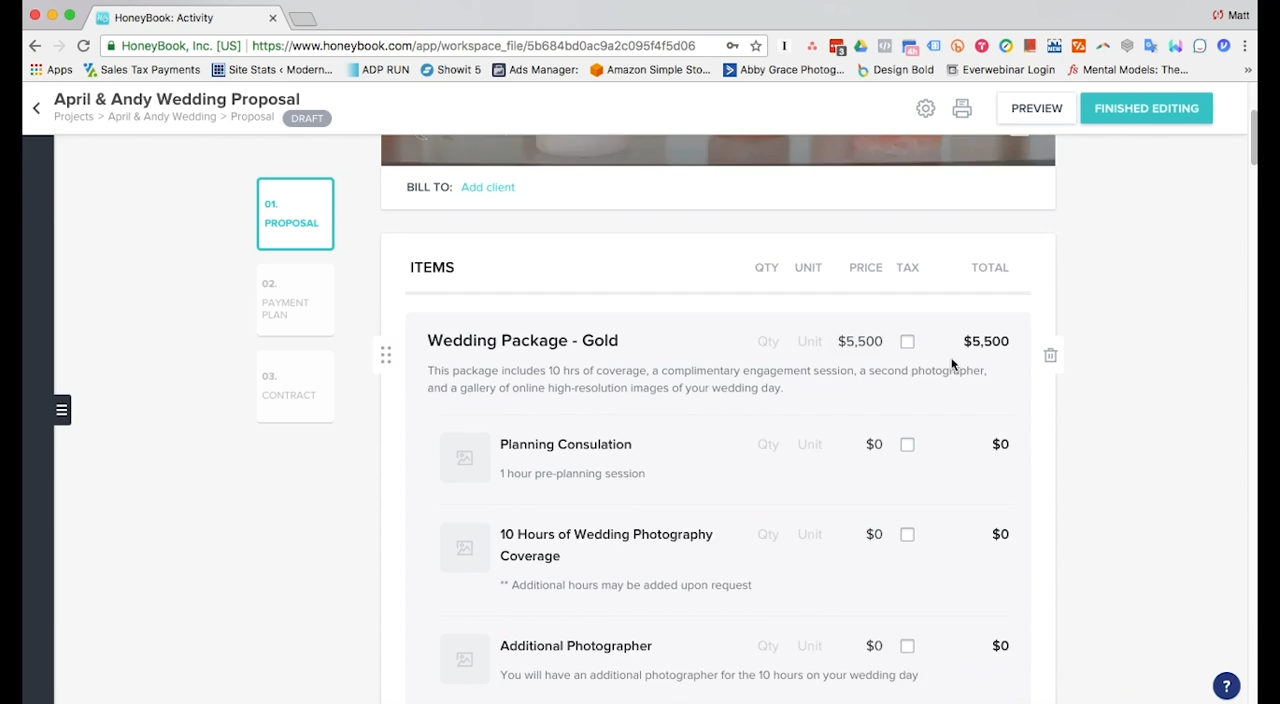 HoneyBook: Activity
Matt
HoneyBook, Inc. [US] https://www.honeybook.com/app/workspace_file/5b684bd0ac9a2c095f4f5d06
Apps Sales Tax Payments Site Stats ‹ Modern... ADP RUN Showit 5 Ads Manager: Amazon Simple Sto... Abby Grace Photog... Design Bold Everwebinar Login Mental Models: The... »
April & Andy Wedding Proposal
Projects > April & Andy Wedding > Proposal DRAFT
PREVIEW
FINISHED EDITING
BILL TO: Add client
01.
PROPOSAL
02.
PAYMENT
PLAN
03.
CONTRACT
ITEMS QTY UNIT PRICE TAX TOTAL
Wedding Package - Gold Qty Unit $5,500 $5,500
This package includes 10 hrs of coverage, a complimentary engagement session, a second photographer,
and a gallery of online high-resolution images of your wedding day.
Planning Consulation Qty Unit $0 $0
1 hour pre-planning session
10 Hours of Wedding Photography Qty Unit $0 $0
Coverage
** Additional hours may be added upon request
Additional Photographer Qty Unit $0 $0
You will have an additional photographer for the 10 hours on your wedding day
?